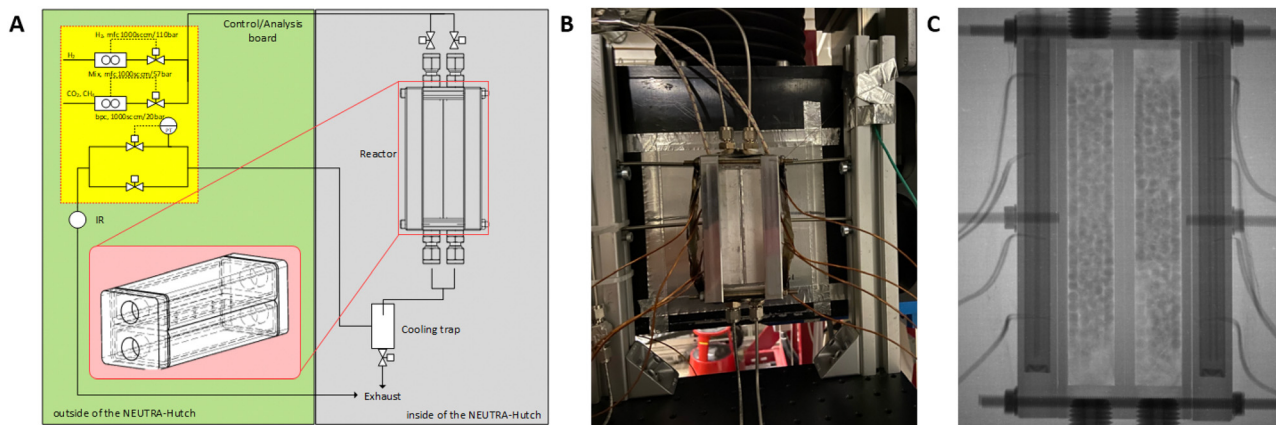 A
Control/Analysis
board
H₂, mfc 1000sccm/110bar
H₂
Mix, mfc 1000sccm/57bar
CO₂, CH₄
bpc, 1000sccm/20bar
PT
Reactor
IR
Cooling trap
Exhaust
outside of the NEUTRA-Hutch
inside of the NEUTRA-Hutch
B
C